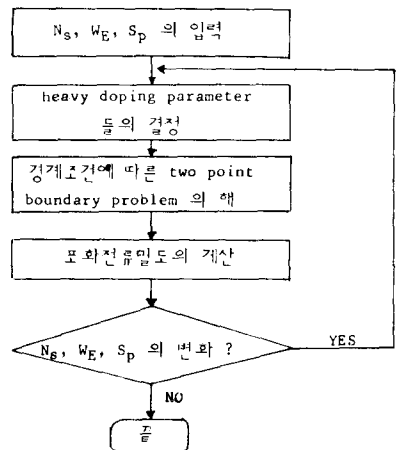 N_S, W_E, S_p 의 입력
heavy doping parameter
들의 결정
경계조건에 따른 two point
boundary problem 의 해
포화전류밀도의 계산
N_S, W_E, S_p 의 변화 ?
YES
NO
끝